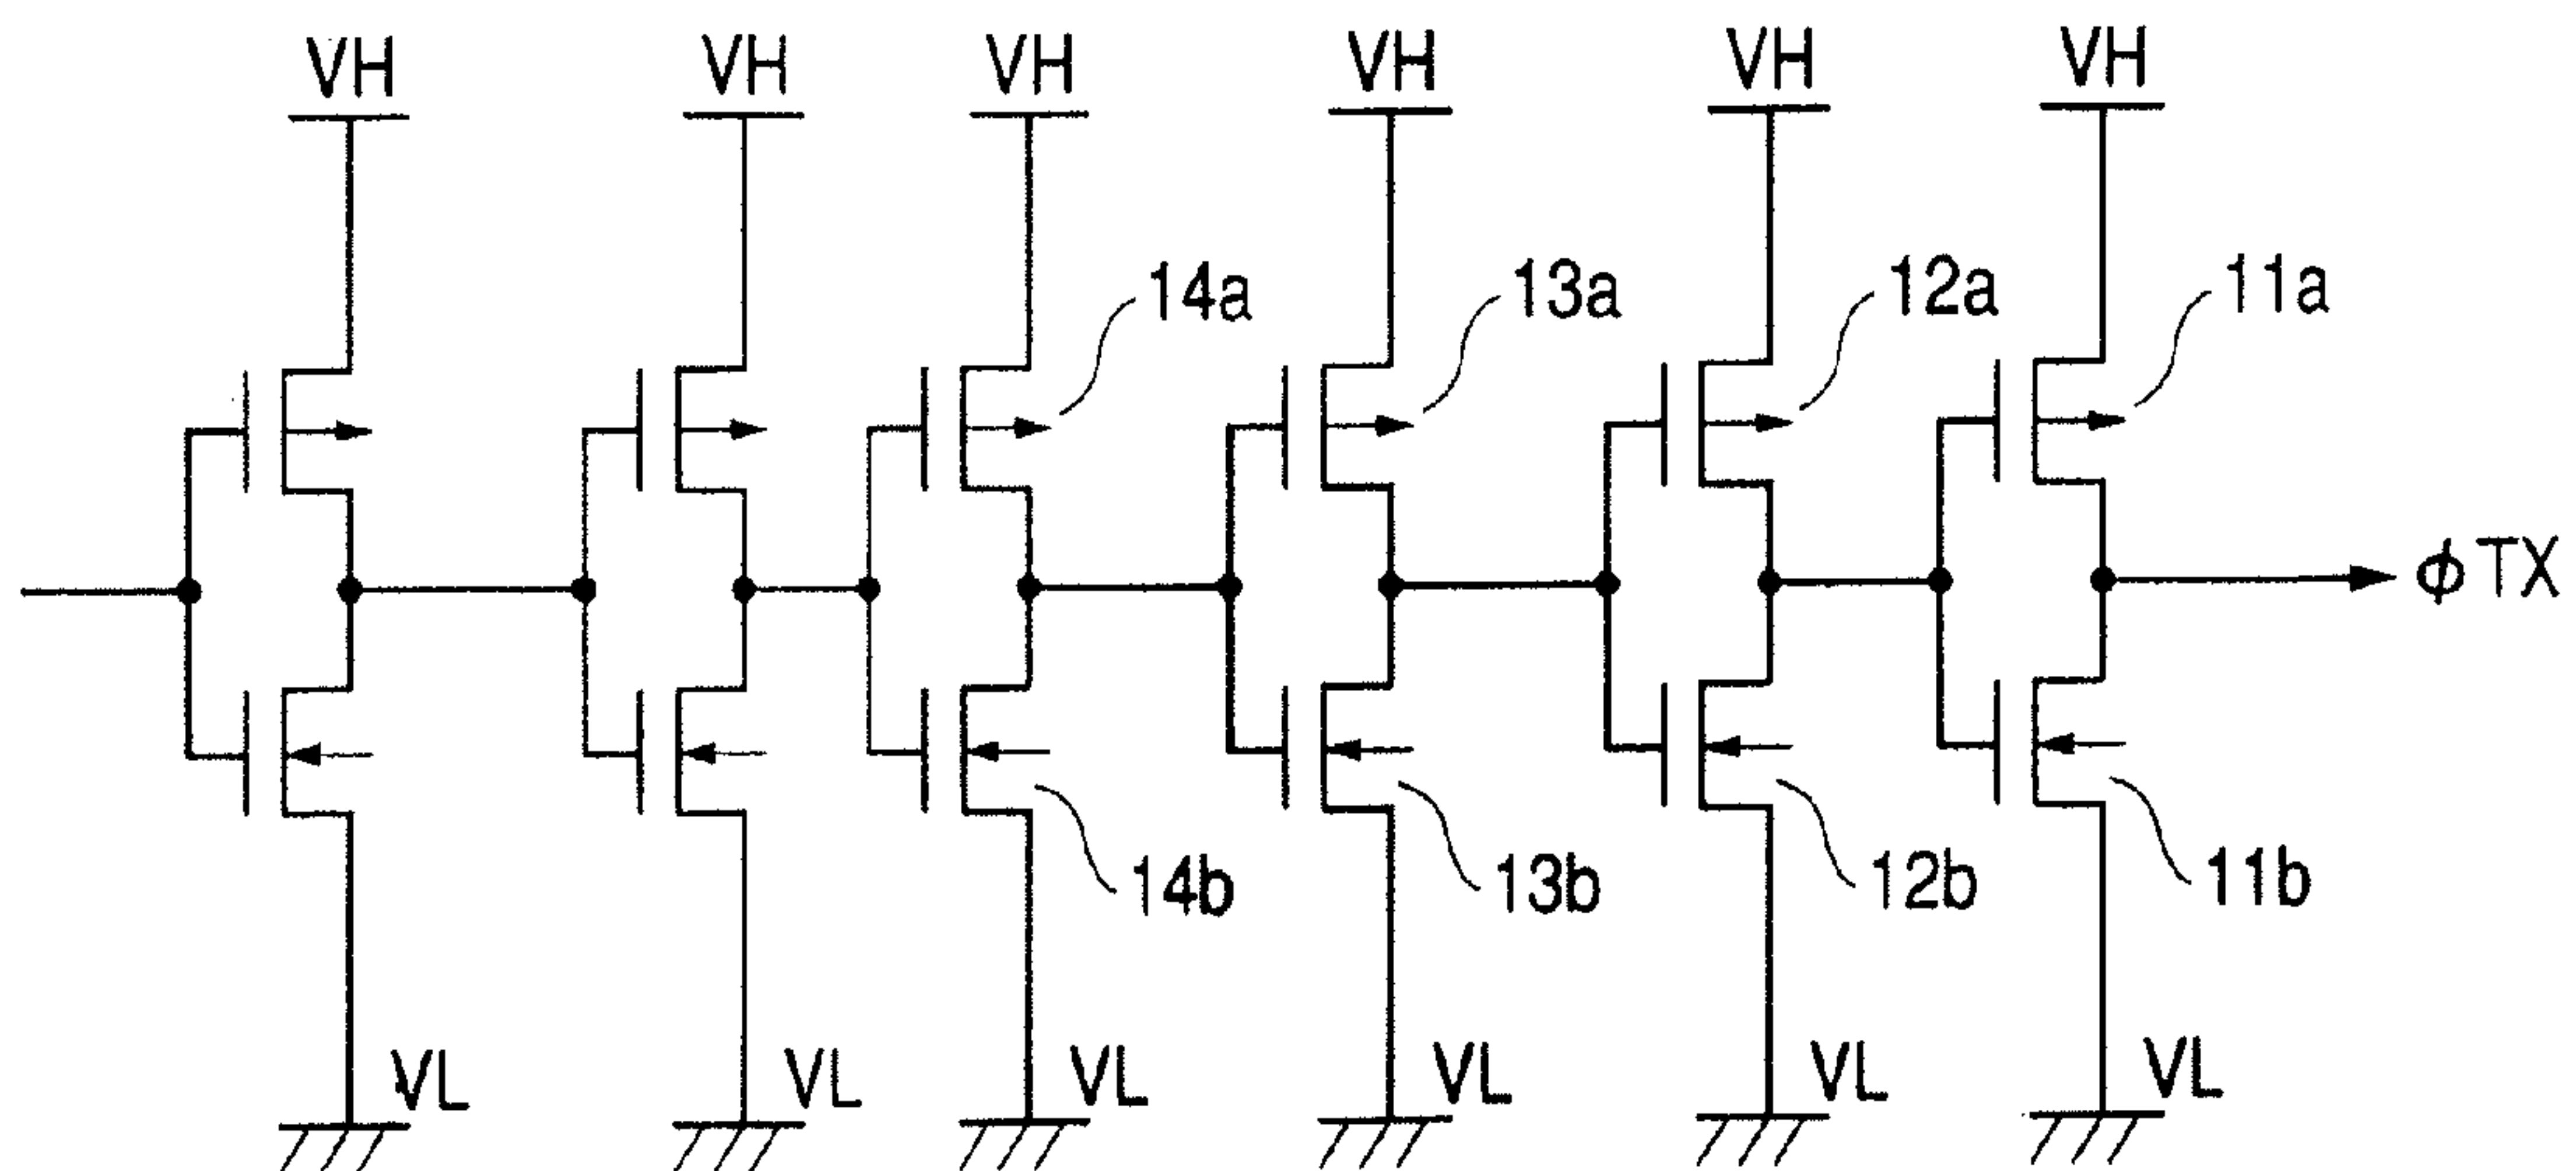 VH VH VH VH VH VH
14a 13a 12a 11a
ϕTX
14b 13b 12b 11b
VL VL VL VL VL VL